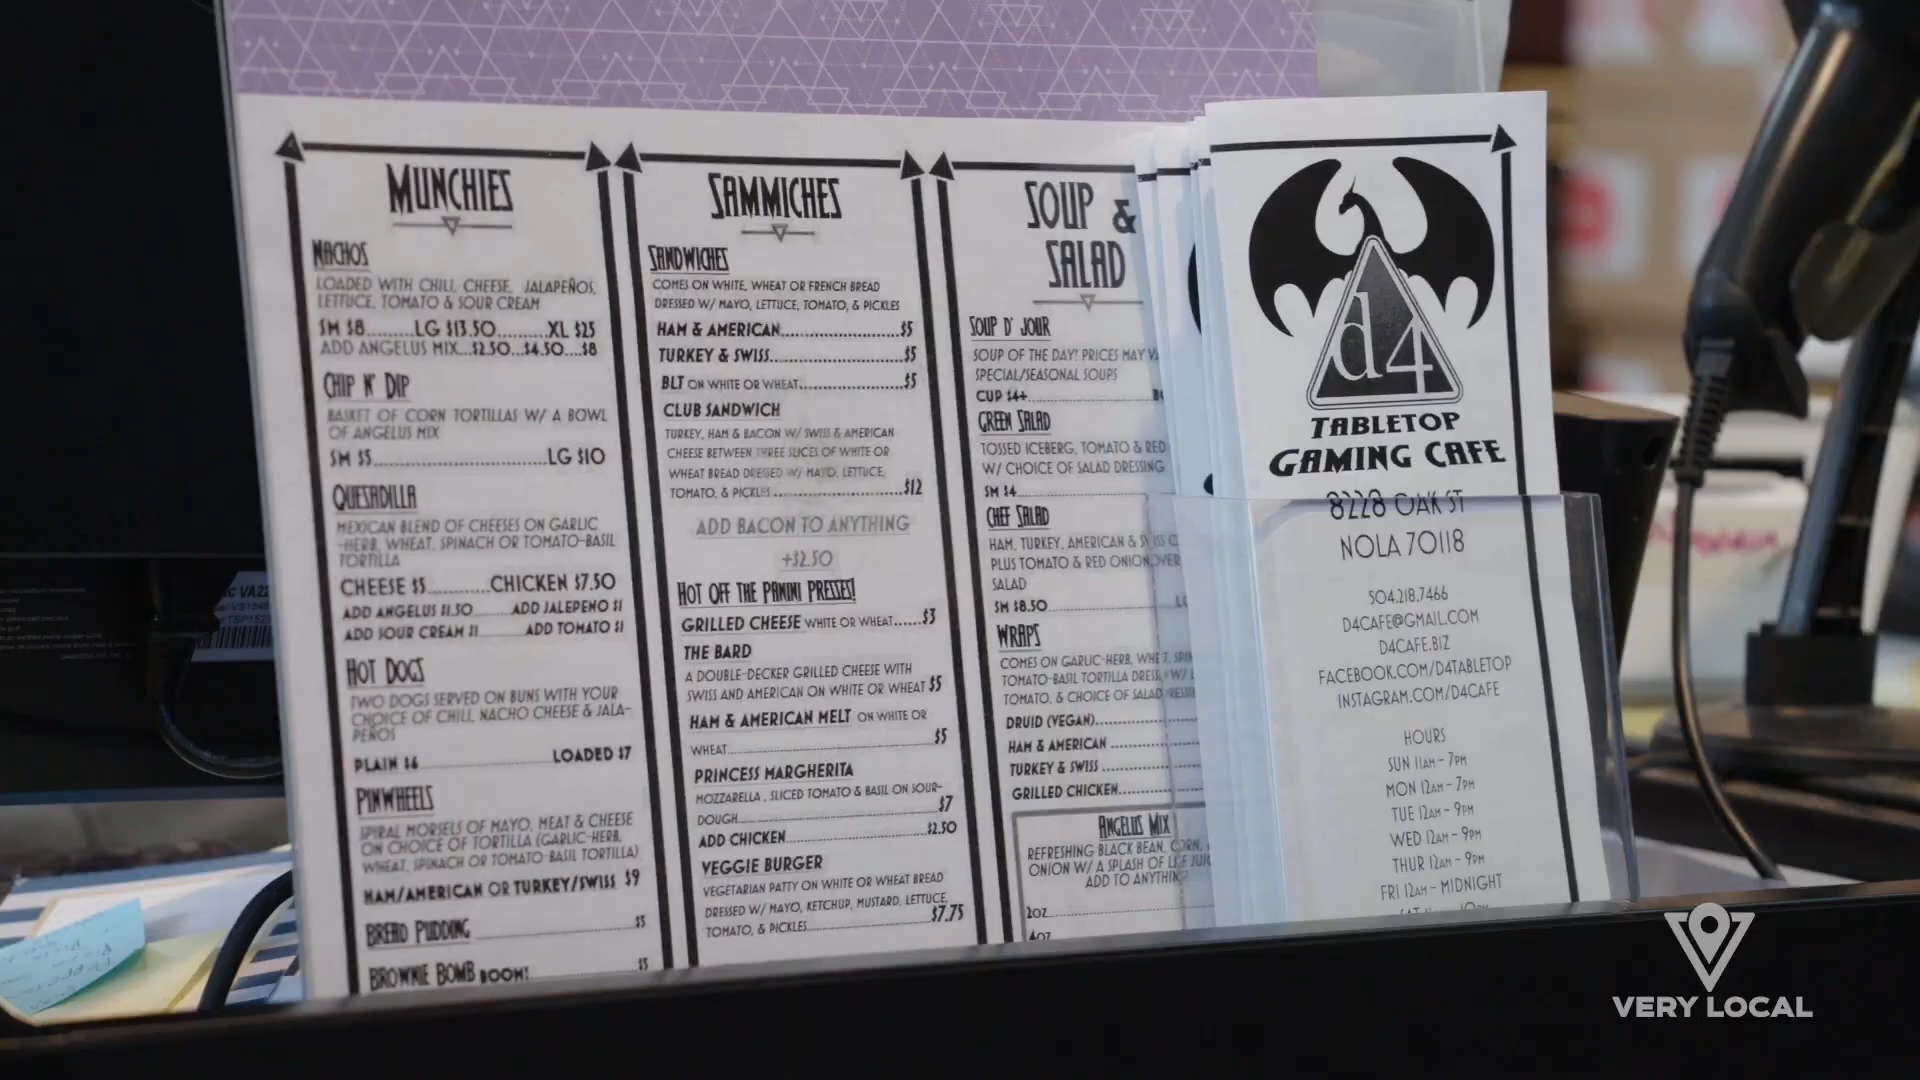 MUNCHIES
NACHOS
LOADED WITH CHILI, CHEESE, JALAPEÑOS,
LETTUCE, TOMATO & SOUR CREAM
SM $8........LG $13.50..........XL $25
ADD ANGELUS MIX...$2.50...$4.50....$8
CHIP N' DIP
BASKET OF CORN TORTILLAS W/ A BOWL
OF ANGELUS MIX
SM $5..........LG $10
QUESADILLA
MEXICAN BLEND OF CHEESES ON GARLIC
-HERB, WHEAT, SPINACH OR TOMATO-BASIL
TORTILLA
CHEESE $5..........CHICKEN $7.50
ADD ANGELUS $1.50......ADD JALEPENO $1
ADD SOUR CREAM $1......ADD TOMATO $1
HOT DOGS
TWO DOGS SERVED ON BUNS WITH YOUR
CHOICE OF CHILI, NACHO CHEESE & JALA-
PEÑOS
PLAIN $6..........LOADED $7
PINWHEELS
SPIRAL MORSELS OF MAYO, MEAT & CHEESE
ON CHOICE OF TORTILLA (GARLIC-HERB,
WHEAT, SPINACH OR TOMATO-BASIL TORTILLA)
HAM/AMERICAN OR TURKEY/SWISS $9
BREAD PUDDING..........$5
BROWNIE BOMB BOOM!..........$5
SAMMICHES
SANDWICHES
COMES ON WHITE, WHEAT OR FRENCH BREAD
DRESSED W/ MAYO, LETTUCE, TOMATO, & PICKLES
HAM & AMERICAN..........$5
TURKEY & SWISS..........$5
BLT ON WHITE OR WHEAT..........$5
CLUB SANDWICH
TURKEY, HAM & BACON W/ SWISS & AMERICAN
CHEESE BETWEEN THREE SLICES OF WHITE OR
WHEAT BREAD DRESSED W/ MAYO, LETTUCE,
TOMATO, & PICKLES..........$12
ADD BACON TO ANYTHING
+$2.50
HOT OFF THE PANINI PRESSES!
GRILLED CHEESE WHITE OR WHEAT......$3
THE BARD
A DOUBLE-DECKER GRILLED CHEESE WITH
SWISS AND AMERICAN ON WHITE OR WHEAT $5
HAM & AMERICAN MELT ON WHITE OR
WHEAT..........$5
PRINCESS MARGHERITA
MOZZARELLA, SLICED TOMATO & BASIL ON SOUR-
DOUGH..........$7
ADD CHICKEN..........$2.50
VEGGIE BURGER
VEGETARIAN PATTY ON WHITE OR WHEAT BREAD
DRESSED W/ MAYO, KETCHUP, MUSTARD, LETTUCE,
TOMATO, & PICKLES..........$7.75
SOUP &
SALAD
SOUP D' JOUR
SOUP OF THE DAY! PRICES MAY
SPECIAL/SEASONAL SOUPS
CUP $4+..........
GREEN SALAD
TOSSED ICEBERG, TOMATO & RED
W/ CHOICE OF SALAD DRESSING
SM $4..........
CHEF SALAD
HAM, TURKEY, AMERICAN & SWISS
PLUS TOMATO & RED ONION OVER
SALAD
SM $8.50..........
WRAPS
COMES ON GARLIC-HERB, WHEAT,
TOMATO-BASIL TORTILLA W/
TOMATO, & CHOICE OF SALAD
DRUID (VEGAN)..........
HAM & AMERICAN..........
TURKEY & SWISS..........
GRILLED CHICKEN..........
ANGELUS MIX
REFRESHING BLACK BEAN, CORN,
ONION W/ A SPLASH OF LIME
ADD TO ANYTHING
2OZ..........
4OZ
d4
TABLETOP
GAMING CAFE
8228 OAK ST
NOLA 70118
504.218.7466
D4CAFE@GMAIL.COM
D4CAFE.BIZ
FACEBOOK.COM/D4TABLETOP
INSTAGRAM.COM/D4CAFE
HOURS
SUN 11AM - 7PM
MON 12AM - 7PM
TUE 12AM - 9PM
WED 12AM - 9PM
THUR 12AM - 9PM
FRI 12AM - MIDNIGHT
VERY LOCAL